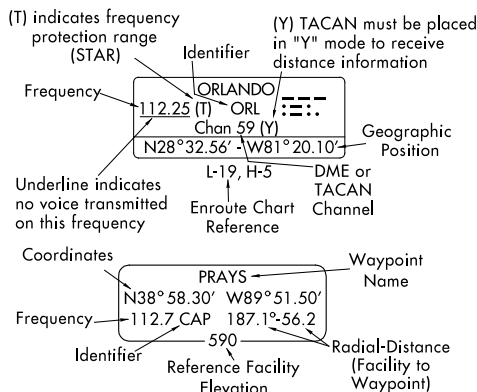 (T) indicates frequency
protection range
(STAR)
Identifier
(Y) TACAN must be placed
in "Y" mode to receive
distance information
Frequency
ORLANDO
112.25 (T) ORL
Chan 59 (Y)
N28°32.56' - W81°20.10'
Geographic
Position
Underline indicates
no voice transmitted
on this frequency
L-19, H-5
Enroute Chart
Reference
DME or
TACAN
Channel
Coordinates
PRAYS
Waypoint
Name
N38°58.30' W89°51.50'
Frequency
112.7 CAP 187.1°-56.2
Identifier
590
Reference Facility
Elevation
Radial-Distance
(Facility to
Waypoint)